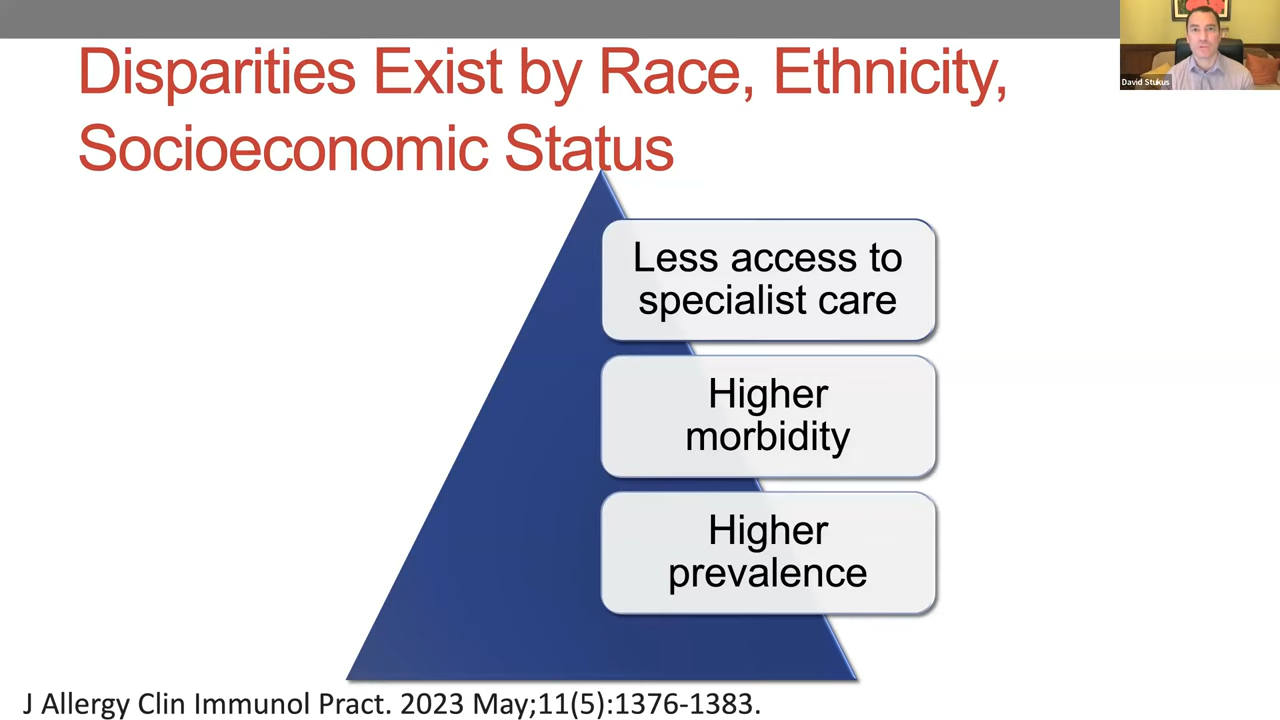 Disparities Exist by Race, Ethnicity,
Socioeconomic Status
David Stukus
Less access to
specialist care
Higher
morbidity
Higher
prevalence
J Allergy Clin Immunol Pract. 2023 May;11(5):1376-1383.